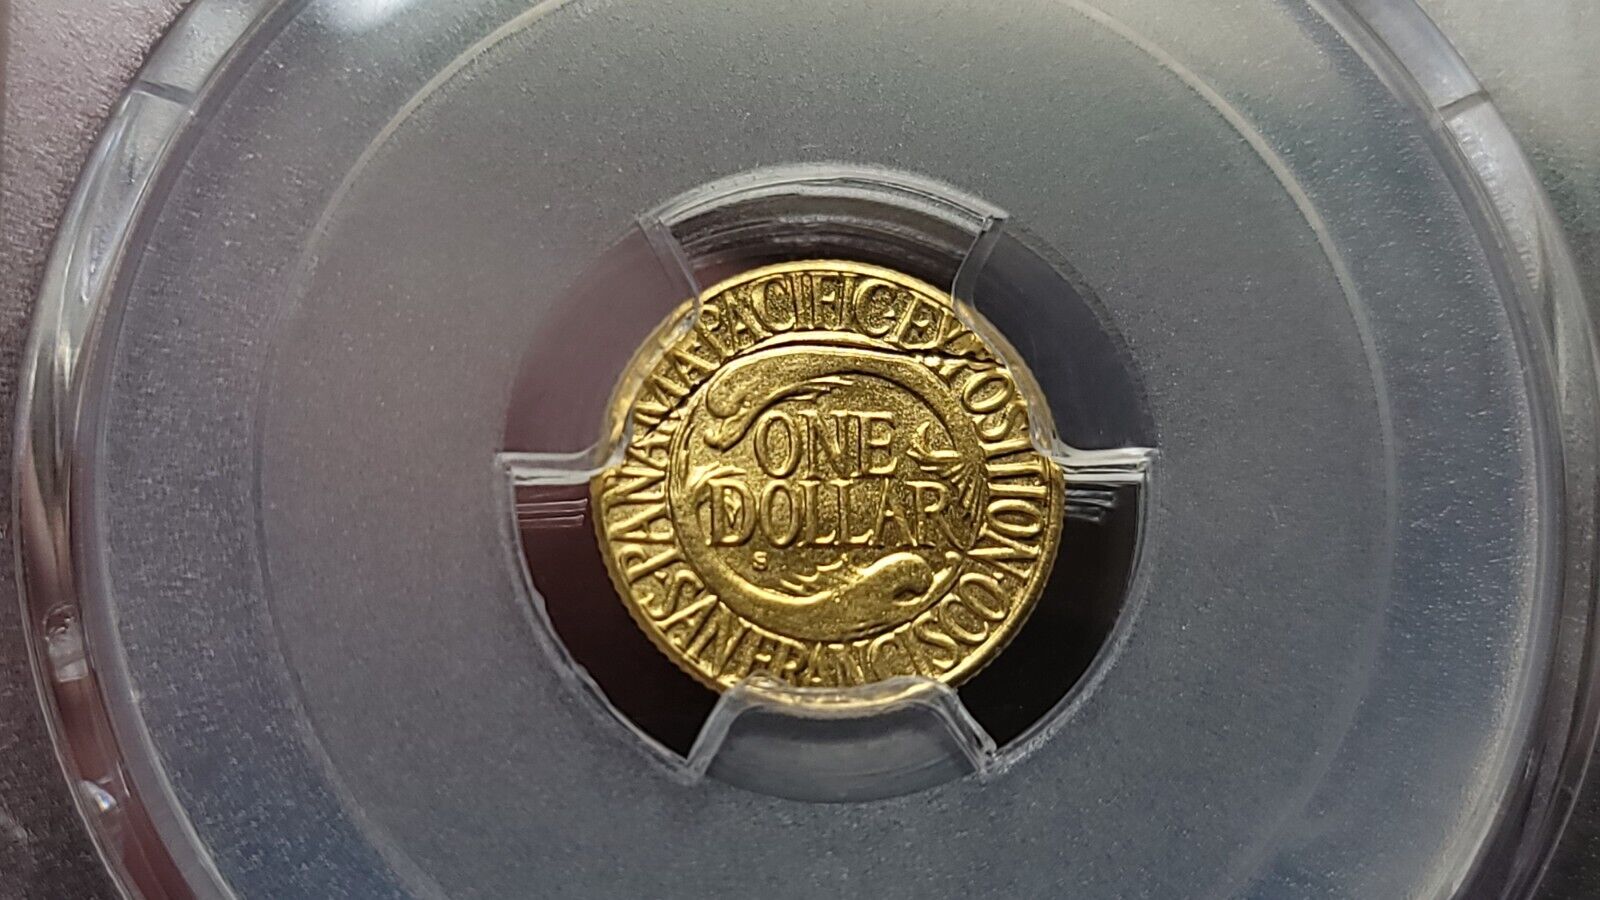 ·PANAMA·PACIFIC·EXPOSITION·
SAN FRANCISCO
ONE
DOLLAR
S